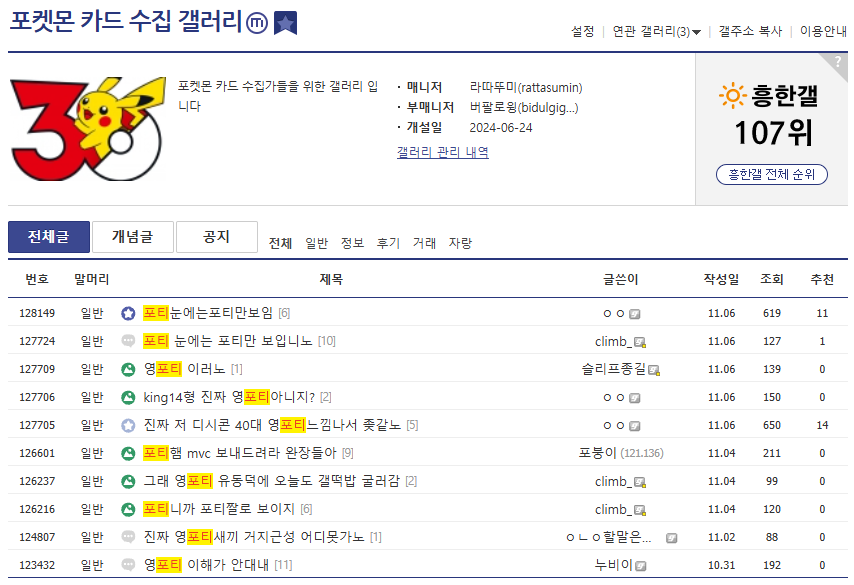 포켓몬 카드 수집 갤러리 ⓜ
설정 | 연관 갤러리(3)▼ | 갤주소 복사 | 이용안내
30
포켓몬 카드 수집가들을 위한 갤러리 입
니다
· 매니저 라따뚜미(rattasumin)
· 부매니저 버팔로윙(bidulgig...)
· 개설일 2024-06-24
갤러리 관리 내역
?
흥한갤
107위
흥한갤 전체 순위
전체글 개념글 공지 전체 일반 정보 후기 거래 자랑
번호 말머리 제목 글쓴이 작성일 조회 추천
128149 일반 포티눈에는포티만보임 [6] ㅇㅇ 11.06 619 11
127724 일반 포티 눈에는 포티만 보입니노 [10] climb_ 11.06 127 1
127709 일반 영포티 이러노 [1] 슬리프종길 11.06 139 0
127706 일반 king14형 진짜 영포티아니지? [2] ㅇㅇ 11.06 150 0
127705 일반 진짜 저 디시콘 40대 영포티느낌나서 좆같노 [5] ㅇㅇ 11.06 650 14
126601 일반 포티햄 mvc 보내드려라 완장들아 [9] 포붕이 (121.136) 11.04 211 0
126237 일반 그래 영포티 유동덕에 오늘도 갤떡밥 굴러감 [2] climb_ 11.04 99 0
126216 일반 포티니까 포티짤로 보이지 [6] climb_ 11.04 120 0
124807 일반 진짜 영포티새끼 거지근성 어디못가노 [1] ㅇㄴㅇ할말은... 11.02 88 0
123432 일반 영포티 이해가 안대내 [11] 누비이 10.31 192 0